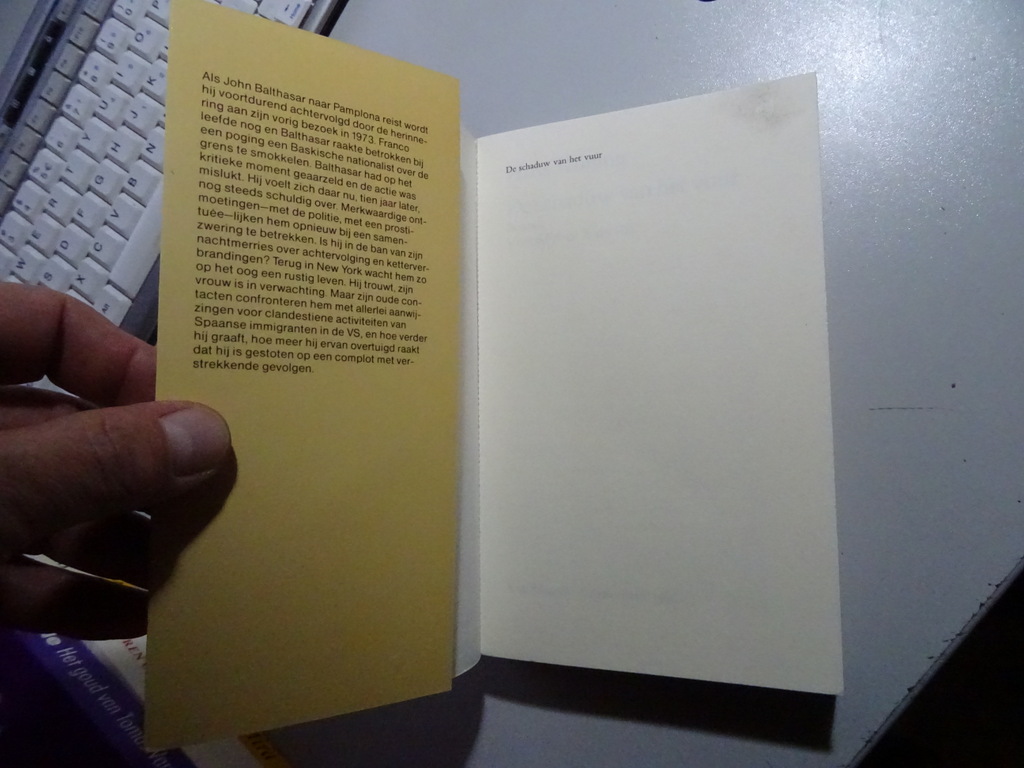 Als John Balthasar naar Pamplona reist wordt
hij voortdurend achtervolgd door de herinne-
ring aan zijn vorig bezoek in 1973. Franco
leefde nog en Balthasar raakte betrokken bij
een poging een Baskische nationalist over de
grens te smokkelen. Balthasar had op het
kritieke moment geaarzeld en de actie was
mislukt. Hij voelt zich daar nu, tien jaar later,
nog steeds schuldig over. Merkwaardige ont-
moetingen—met de politie, met een prosti-
tuée—lijken hem opnieuw bij een samen-
zwering te betrekken. Is hij in de ban van zijn
nachtmerries over achtervolging en ketterver-
brandingen? Terug in New York wacht hem zo
op het oog een rustig leven. Hij trouwt, zijn
vrouw is in verwachting. Maar zijn oude con-
tacten confronteren hem met allerlei aanwij-
zingen voor clandestiene activiteiten van
Spaanse immigranten in de VS, en hoe verder
hij graaft, hoe meer hij ervan overtuigd raakt
dat hij is gestoten op een complot met ver-
strekkende gevolgen.
De schaduw van het vuur
Het goud van